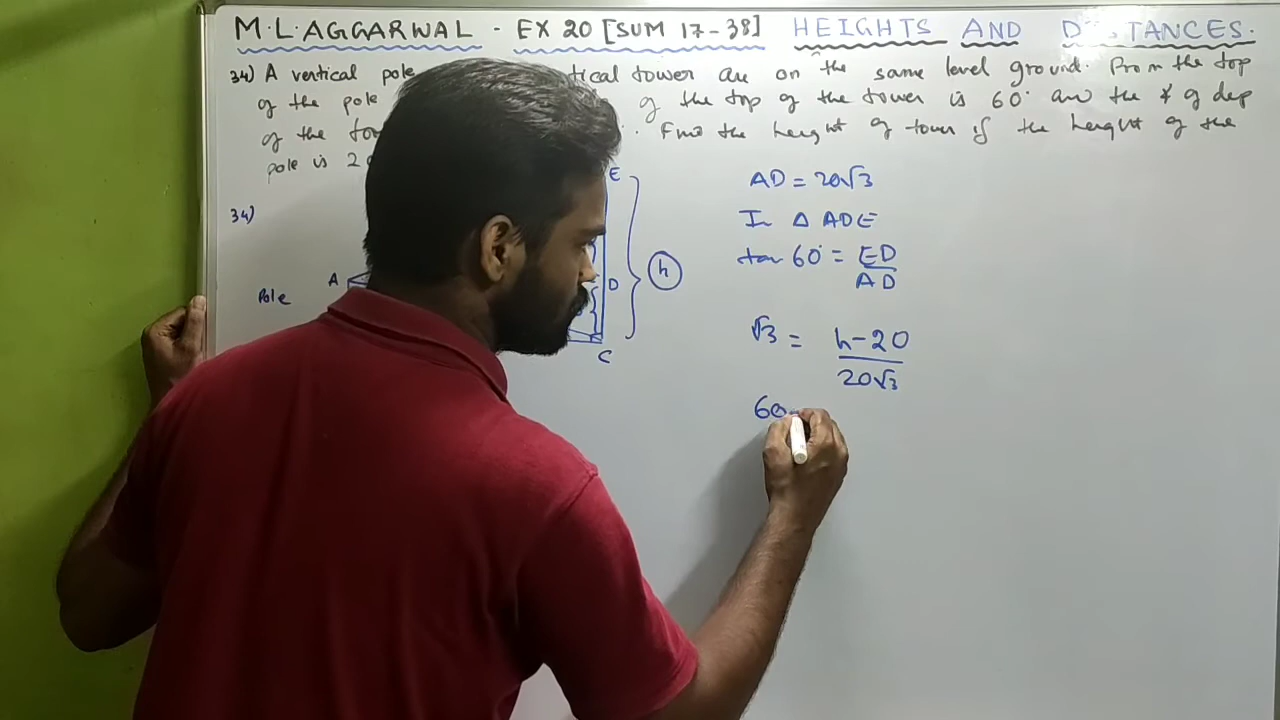 M.L.AGGARWAL - EX 20 [SUM 17-38] HEIGHTS AND D STANCES.
34) A vertical pole tical tower are on the same level ground. From the top
of the pole of the top of the tower is 60° and the ∡ of dep
of the tow . Find the height of tower if the height of the
pole is 2
34)
E
A
Pole
D
C
h
AD = 20√3
In Δ ADE
tan 60° = ED
AD
√3 = h-20
20√3
60